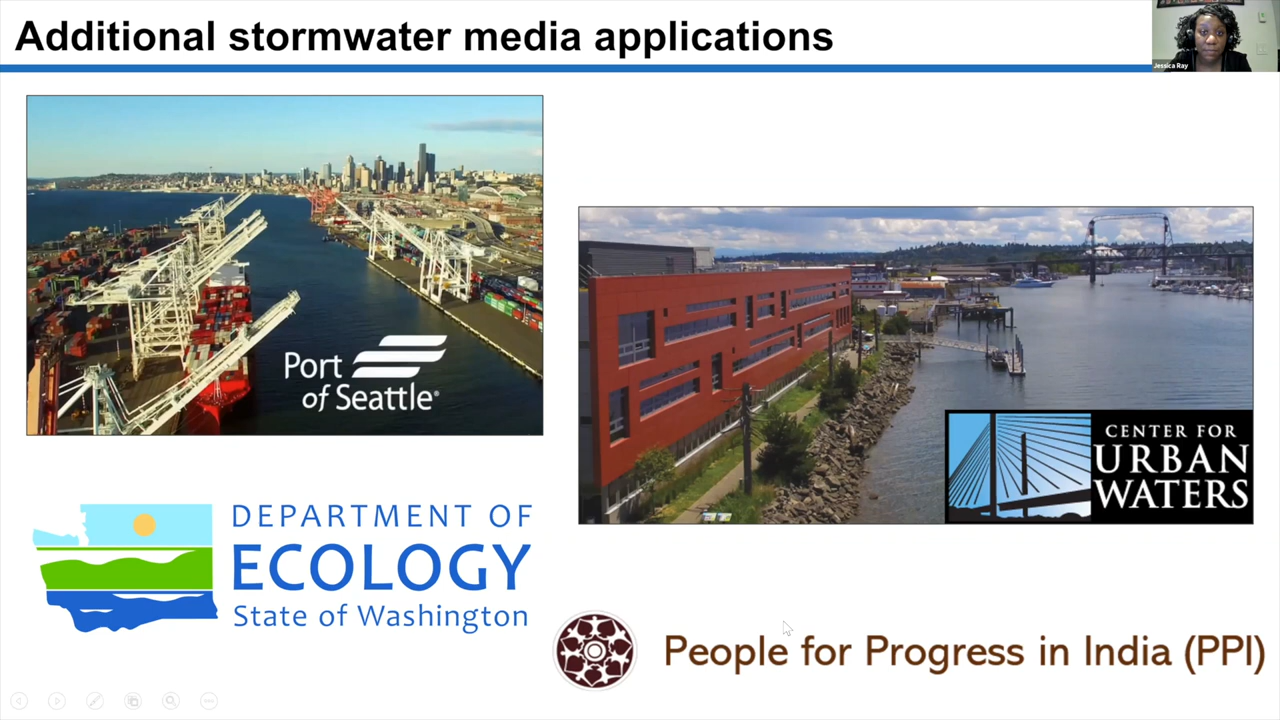 Additional stormwater media applications
Jessica Ray
Port
of Seattle®
CENTER FOR
URBAN
WATERS
DEPARTMENT OF
ECOLOGY
State of Washington
People for Progress in India (PPI)